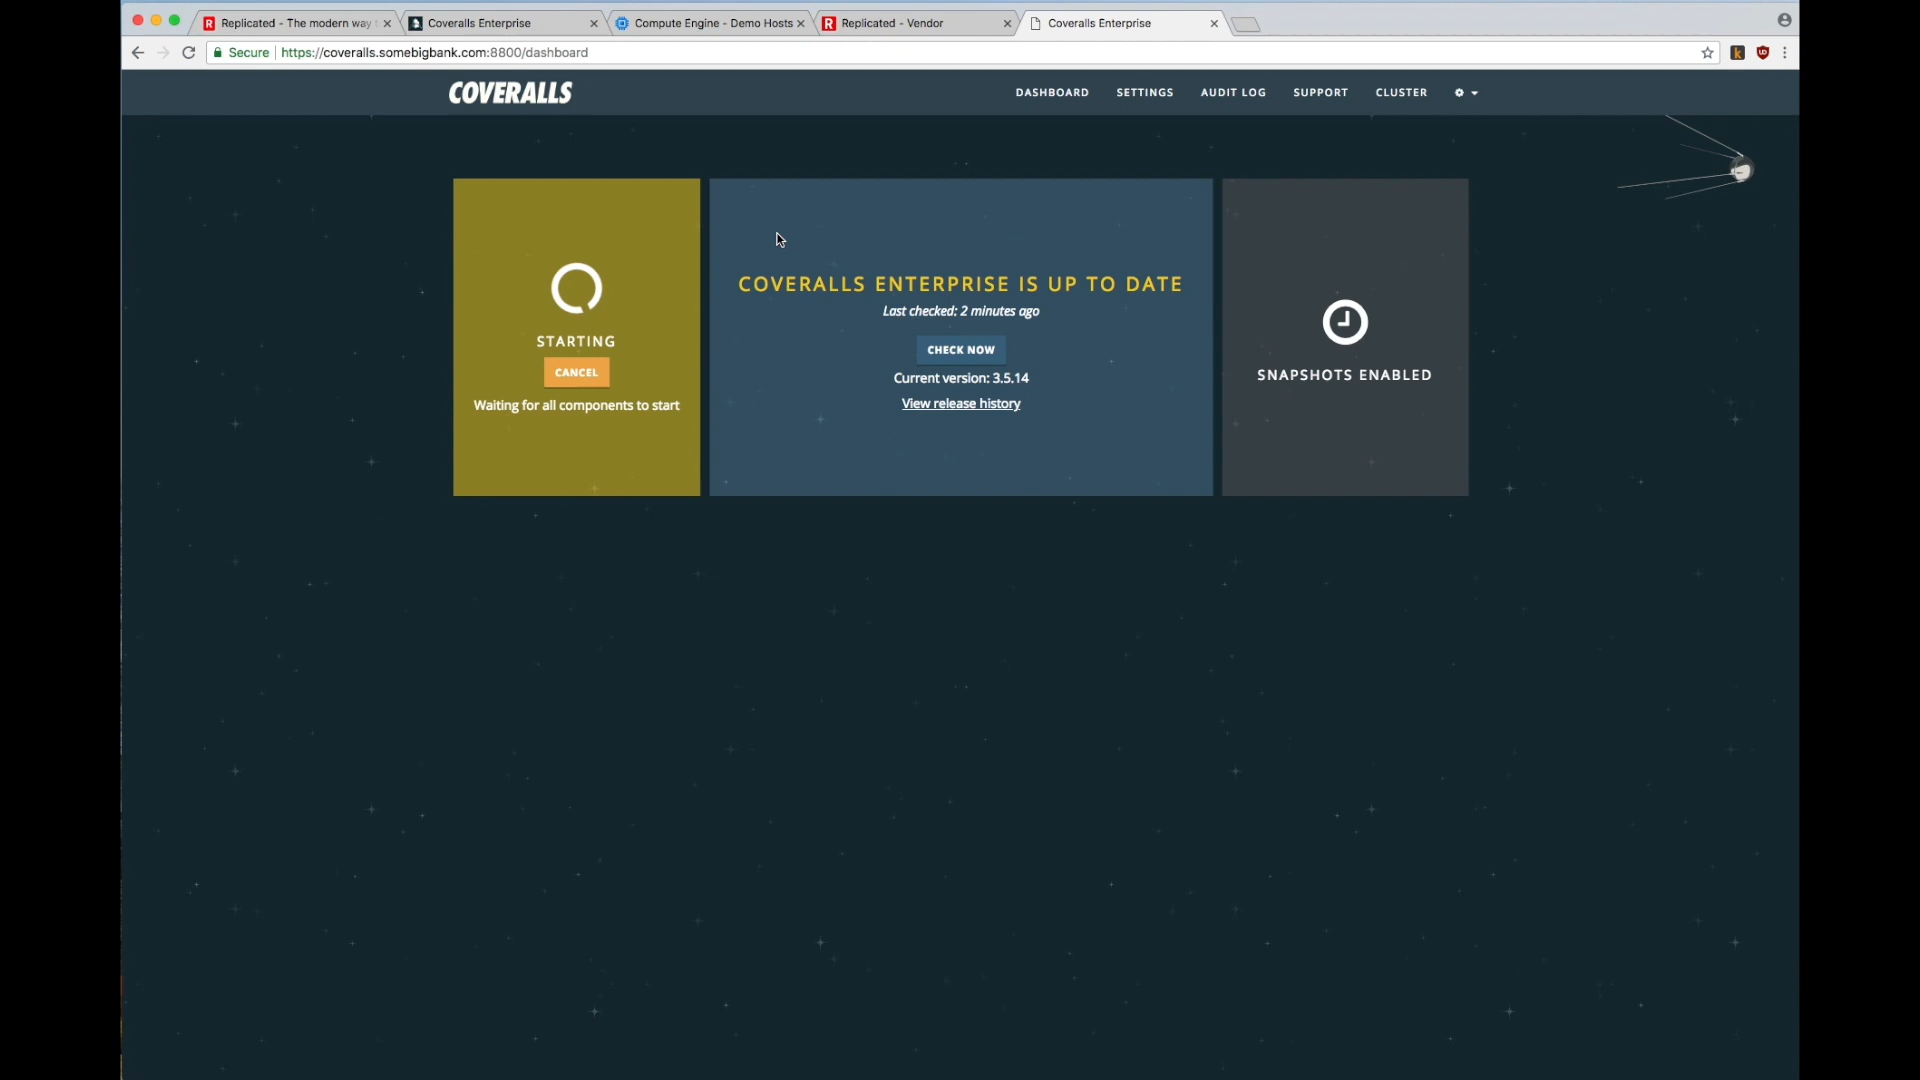 Replicated - The modern way t
Coveralls Enterprise
Compute Engine - Demo Hosts
Replicated - Vendor
Coveralls Enterprise
Secure
https://coveralls.somebigbank.com:8800/dashboard
COVERALLS
DASHBOARD
SETTINGS
AUDIT LOG
SUPPORT
CLUSTER
STARTING
CANCEL
Waiting for all components to start
COVERALLS ENTERPRISE IS UP TO DATE
Last checked: 2 minutes ago
CHECK NOW
Current version: 3.5.14
View release history
SNAPSHOTS ENABLED